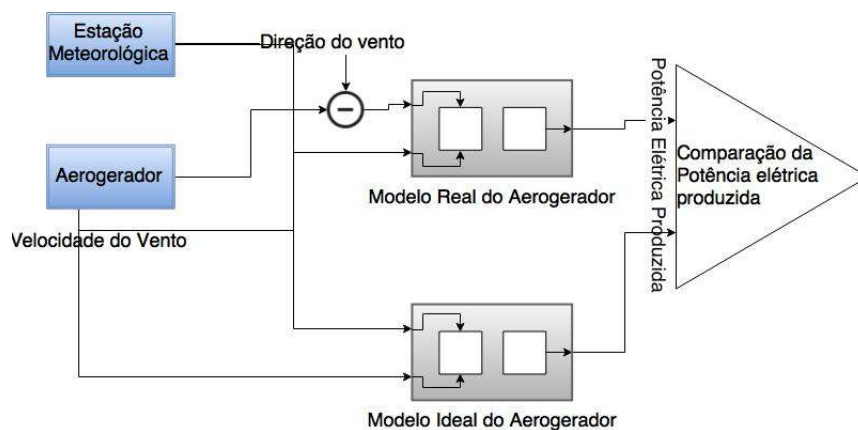 Estação
Meteorológica
Direção do vento
Aerogerador
Velocidade do Vento
Modelo Real do Aerogerador
Potência Elétrica Produzida
Comparação da
Potência elétrica
produzida
Modelo Ideal do Aerogerador